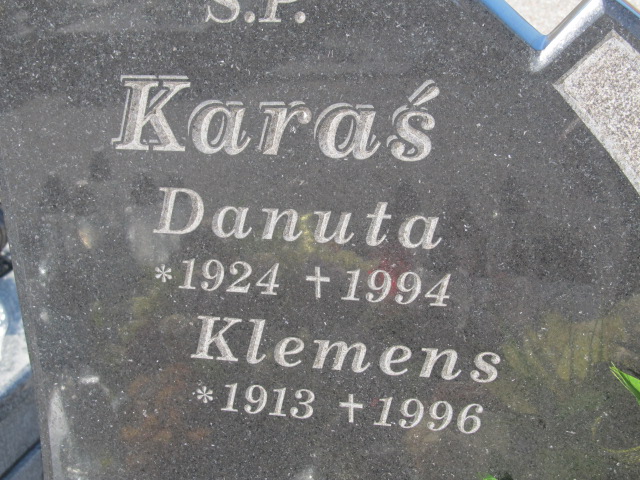 S.P.
Karaś
Danuta
*1924 †1994
Klemens
*1913 †1996